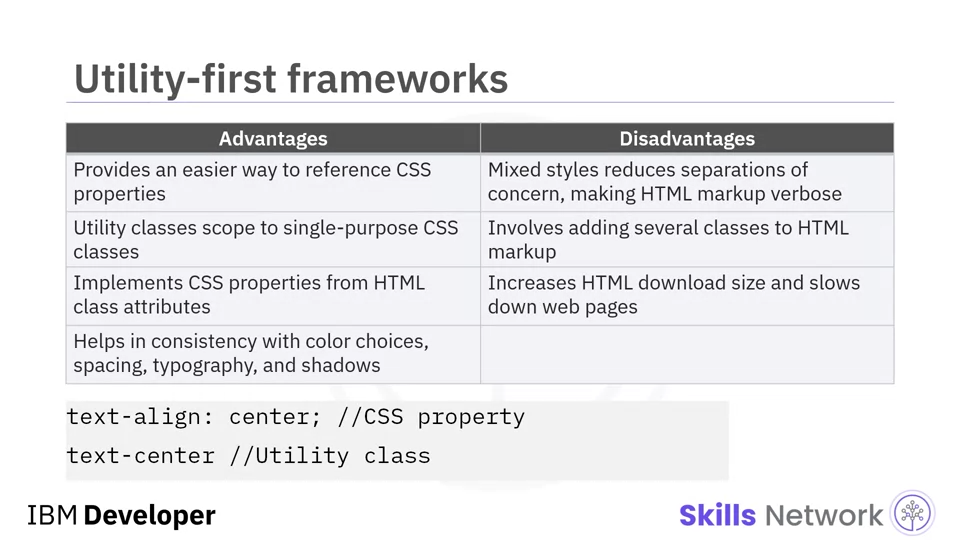 Utility-first frameworks
Advantages
Disadvantages
Provides an easier way to reference CSS
properties
Mixed styles reduces separations of
concern, making HTML markup verbose
Utility classes scope to single-purpose CSS
classes
Involves adding several classes to HTML
markup
Implements CSS properties from HTML
class attributes
Increases HTML download size and slows
down web pages
Helps in consistency with color choices,
spacing, typography, and shadows
text-align: center; //CSS property
text-center //Utility class
IBM Developer
Skills Network